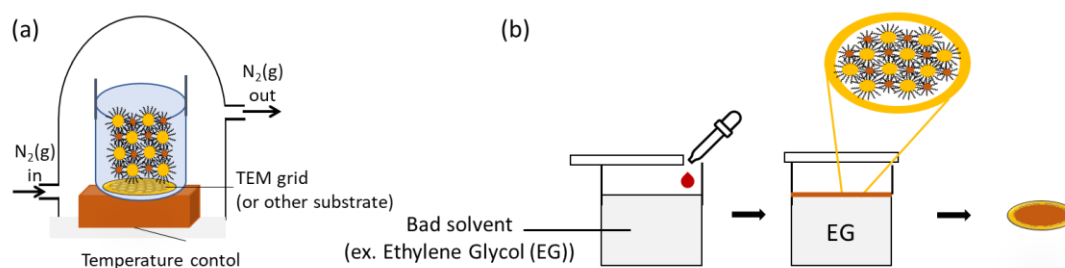 (a)
N₂(g)
out
N₂(g)
in
TEM grid
(or other substrate)
Temperature contol
(b)
Bad solvent
(ex. Ethylene Glycol (EG))
EG